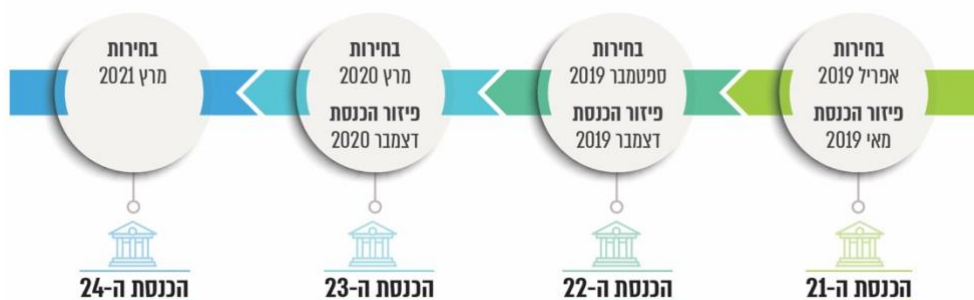 בחירות
אפריל 2019
פיזור הכנסת
מאי 2019
הכנסת ה-21
בחירות
ספטמבר 2019
פיזור הכנסת
דצמבר 2019
הכנסת ה-22
בחירות
מרץ 2020
פיזור הכנסת
דצמבר 2020
הכנסת ה-23
בחירות
מרץ 2021
הכנסת ה-24